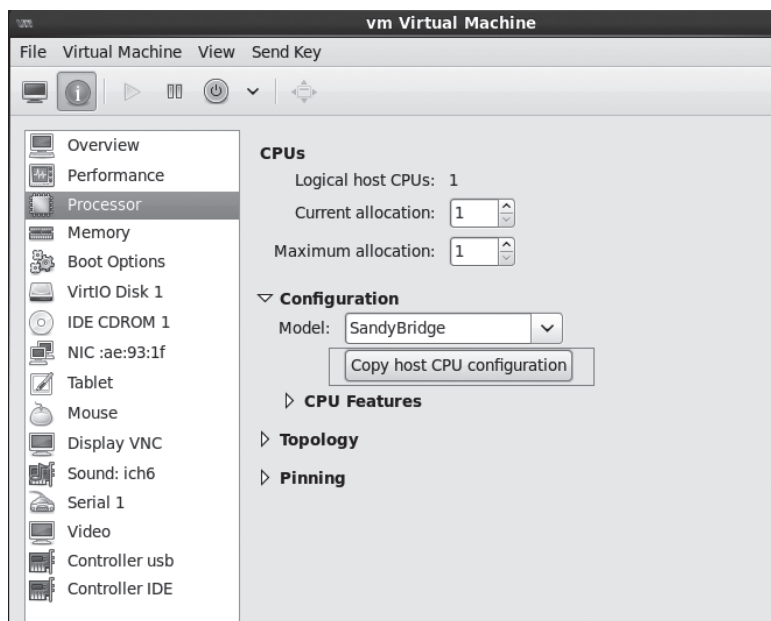 vm
vm Virtual Machine
File Virtual Machine View Send Key
Overview
Performance
Processor
Memory
Boot Options
VirtIO Disk 1
IDE CDROM 1
NIC :ae:93:1f
Tablet
Mouse
Display VNC
Sound: ich6
Serial 1
Video
Controller usb
Controller IDE
CPUs
Logical host CPUs: 1
Current allocation: 1
Maximum allocation: 1
Configuration
Model: SandyBridge
Copy host CPU configuration
CPU Features
Topology
Pinning